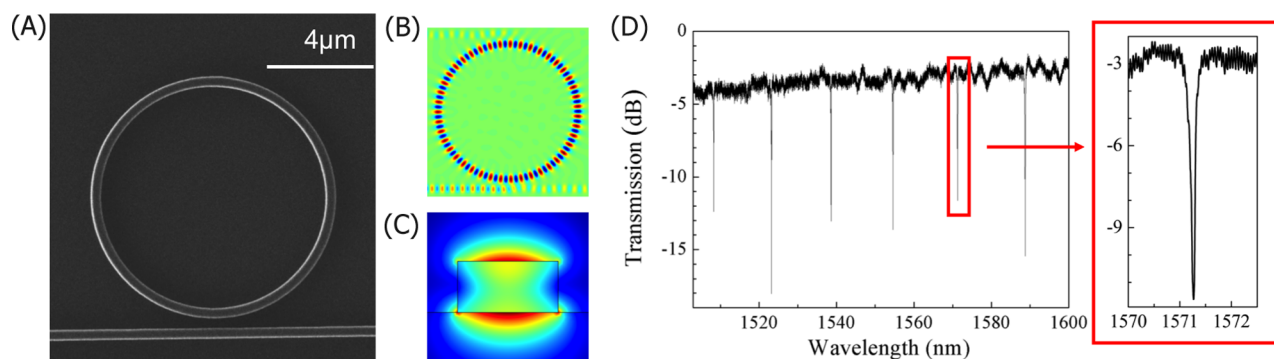 (A)
4μm
(B)
(C)
(D)
Transmission (dB)
0
-5
-10
-15
1520
1540
1560
1580
1600
Wavelength (nm)
-3
-6
-9
1570
1571
1572